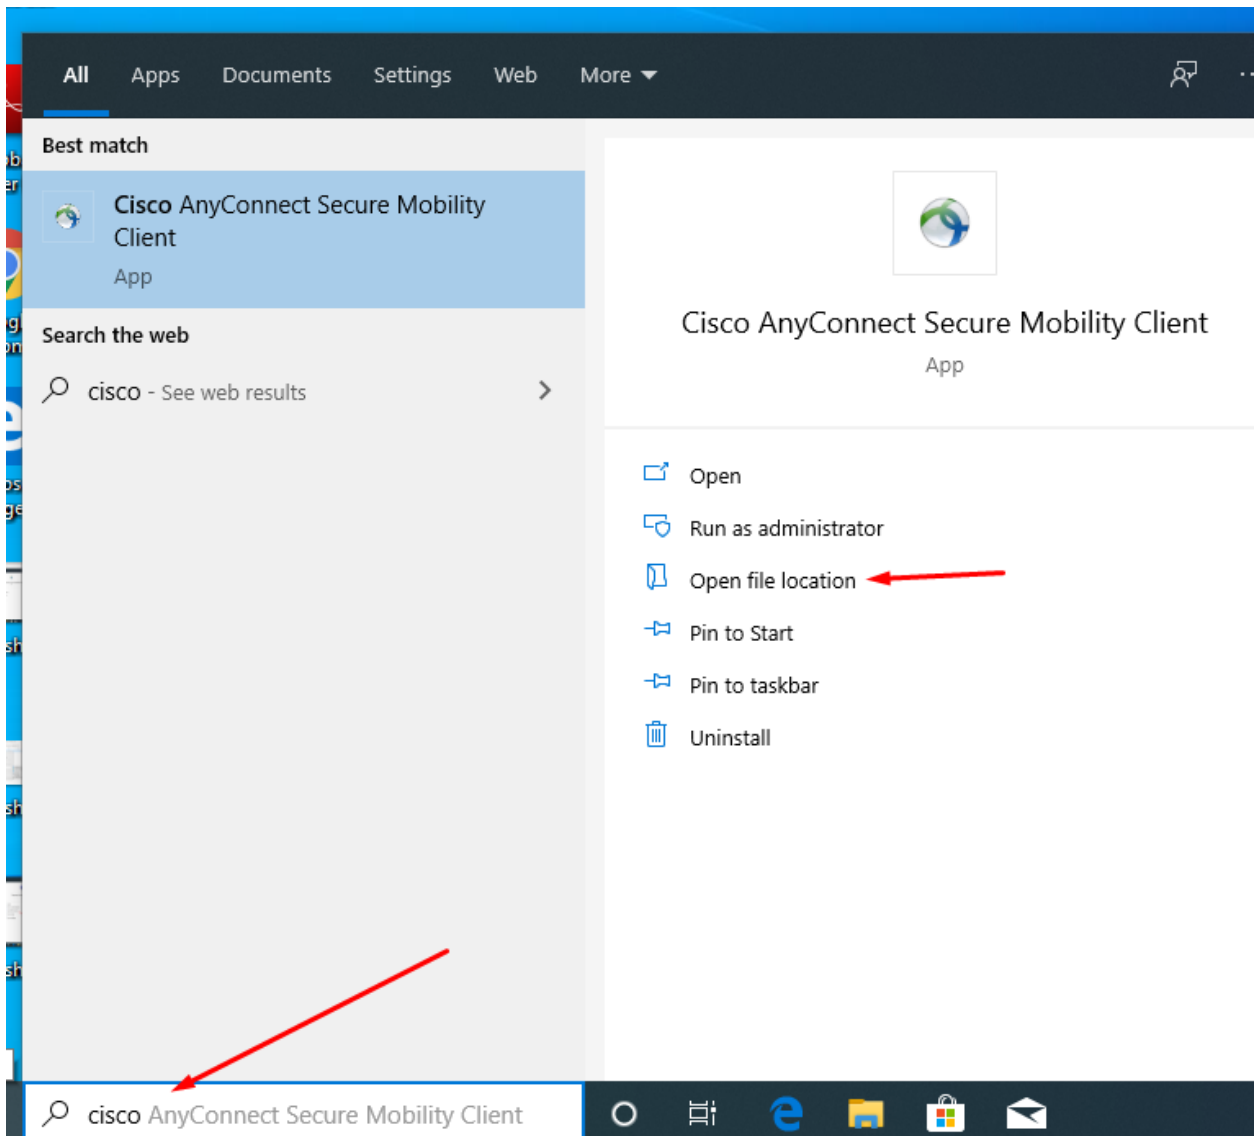 All Apps Documents Settings Web More
Best match
Cisco AnyConnect Secure Mobility
Client
App
Search the web
cisco - See web results
Cisco AnyConnect Secure Mobility Client
App
Open
Run as administrator
Open file location
Pin to Start
Pin to taskbar
Uninstall
cisco AnyConnect Secure Mobility Client